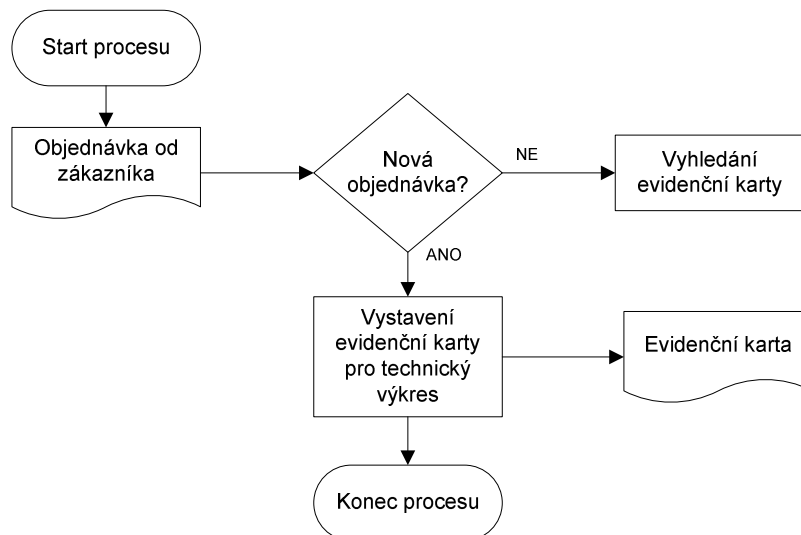 Start procesu
Objednávka od
zákazníka
Nová
objednávka?
NE
Vyhledání
evidenční karty
ANO
Vystavení
evidenční karty
pro technický
výkres
Evidenční karta
Konec procesu